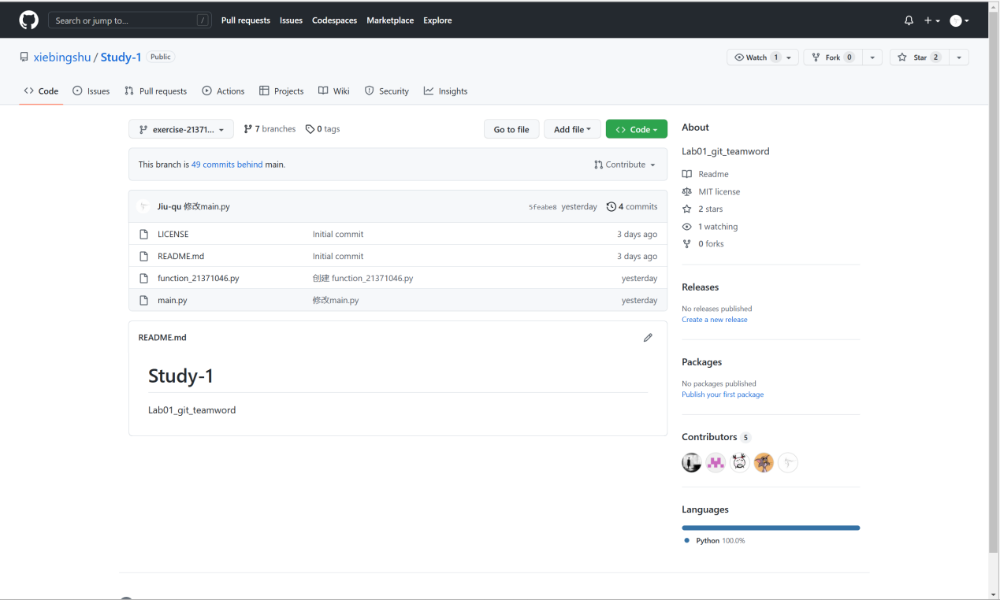 Search or jump to... /
Pull requests Issues Codespaces Marketplace Explore
xiebingshu / Study-1 Public
Watch 1 Fork 0 Star 2
Code Issues Pull requests Actions Projects Wiki Security Insights
exercise-21371... 7 branches 0 tags Go to file Add file Code
This branch is 49 commits behind main. Contribute
Jiu-qu 修改main.py 5feabe8 yesterday 4 commits
LICENSE Initial commit 3 days ago
README.md Initial commit 3 days ago
function_21371046.py 创建 function_21371046.py yesterday
main.py 修改main.py yesterday
README.md
Study-1
Lab01_git_teamword
About
Lab01_git_teamword
Readme
MIT license
2 stars
1 watching
0 forks
Releases
No releases published
Create a new release
Packages
No packages published
Publish your first package
Contributors 5
Languages
Python 100.0%